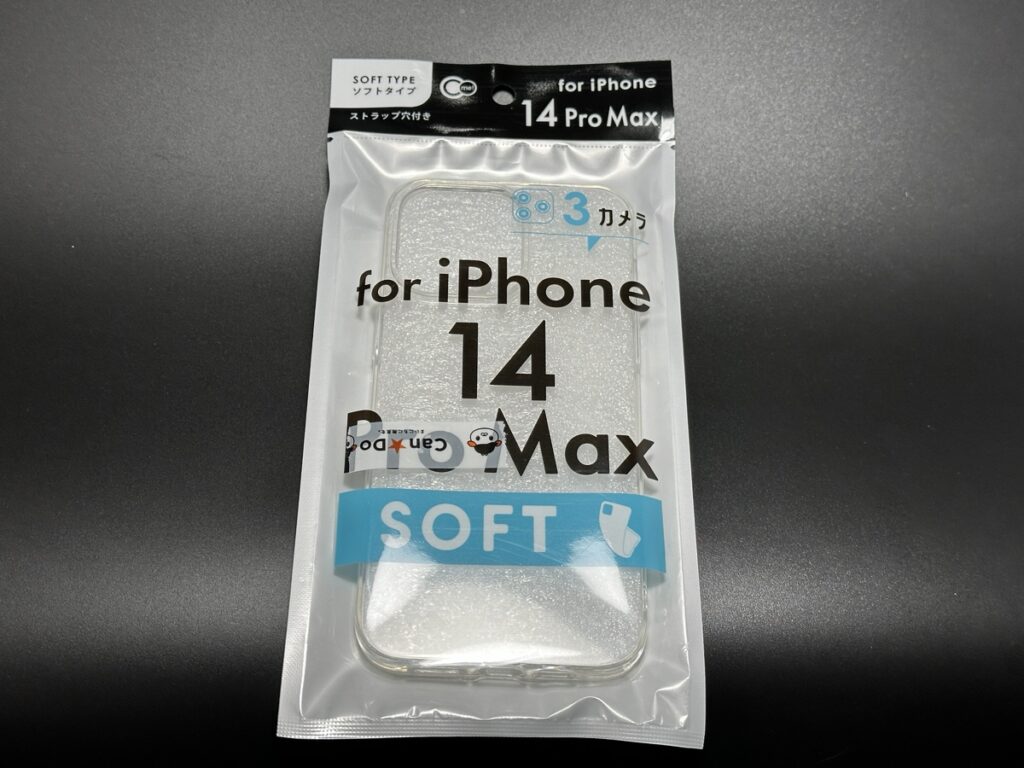 SOFT TYPE
ソフトタイプ
ストラップ穴付き
me!
for iPhone
14 Pro Max
3 カメラ
for iPhone
14
Pro Max
Can★Do
SOFT